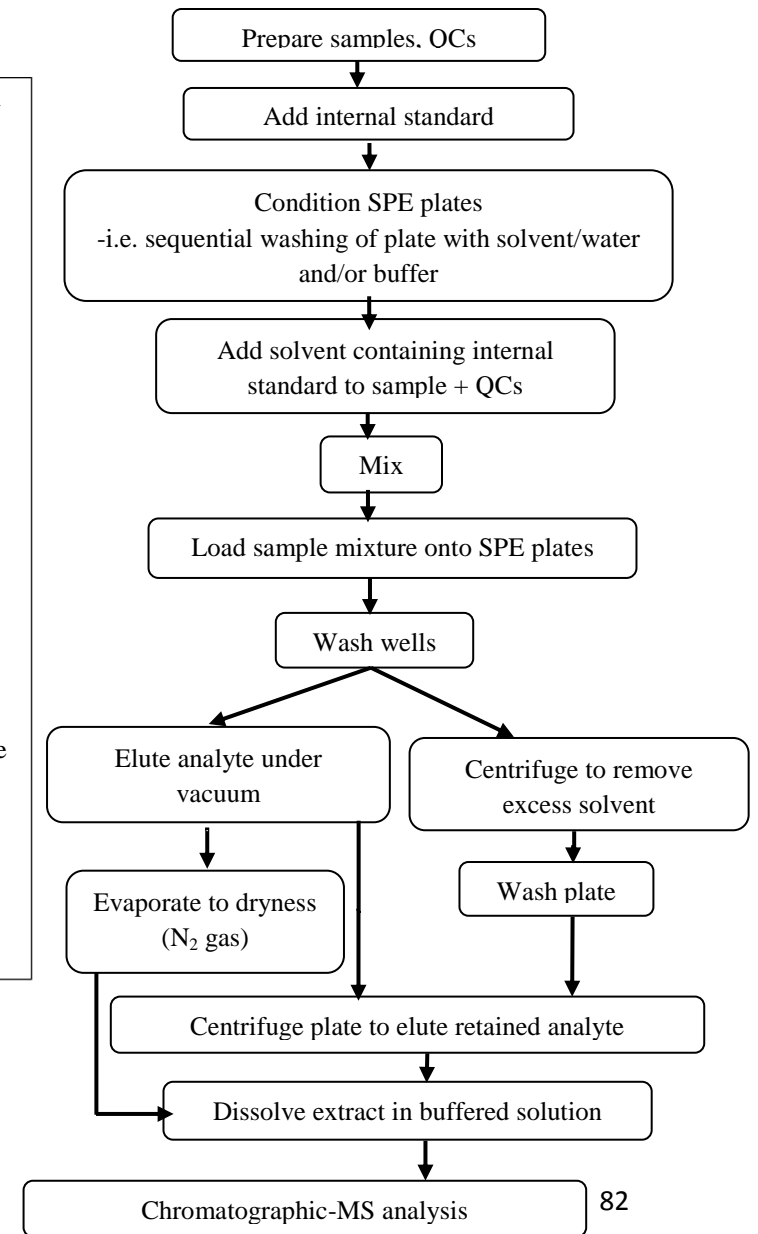 Prepare samples, QCs
Add internal standard
Condition SPE plates
-i.e. sequential washing of plate with solvent/water
and/or buffer
Add solvent containing internal
standard to sample + QCs
Mix
Load sample mixture onto SPE plates
Wash wells
Elute analyte under
vacuum
Centrifuge to remove
excess solvent
Evaporate to dryness
(N₂ gas)
Wash plate
Centrifuge plate to elute retained analyte
Dissolve extract in buffered solution
Chromatographic-MS analysis
82